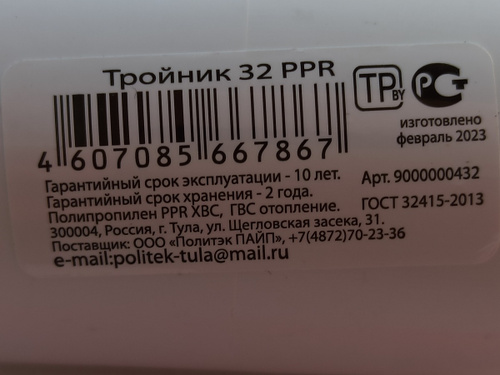 Тройник 32 PPR
TP BY
РСТ
изготовлено
февраль 2023
4 607085 667867
Гарантийный срок эксплуатации - 10 лет.
Арт. 9000000432
Гарантийный срок хранения - 2 года.
Полипропилен PPR ХВС, ГВС отопление.
ГОСТ 32415-2013
300004, Россия, г. Тула, ул. Щегловская засека, 31.
Поставщик: ООО «Политэк ПАЙП», +7(4872)70-23-36
e-mail:politek-tula@mail.ru